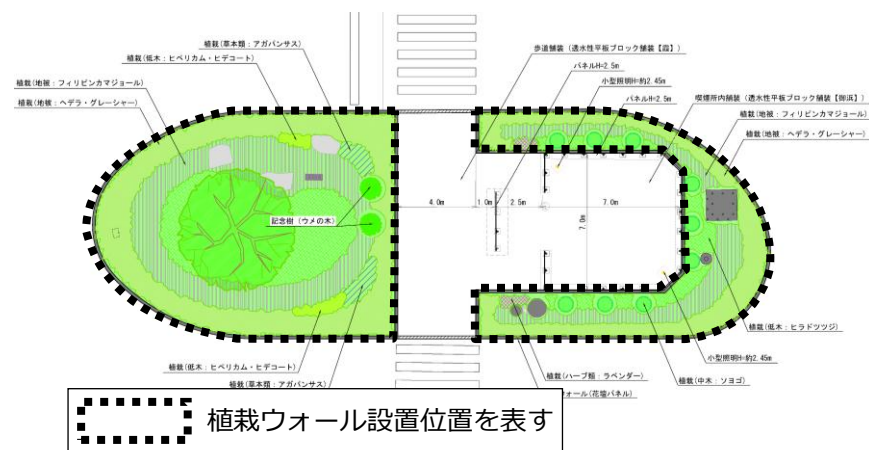 植栽(草本類：アガパンサス)
植栽(低木：ヒペリカム・ヒデコート)
植栽(地被：フィリピンカマジョール)
植栽(地被：ヘデラ・グレーシャー)
歩道舗装（透水性平板ブロック舗装【霞】）
パネルH=2.5m
小型照明H=約2.45m
パネルH=2.5m
喫煙所内舗装（透水性平板ブロック舗装【御浜】）
植栽(地被：フィリピンカマジョール)
植栽(地被：ヘデラ・グレーシャー)
記念樹（ウメの木）
4.0m
1.0m
2.5m
7.0m
7.0m
植栽(低木：ヒラドツツジ)
小型照明H=約2.45m
植栽(中木：ソヨゴ)
植栽(ハーブ類：ラベンダー)
ウォール(花壇パネル)
植栽(低木：ヒペリカム・ヒデコート)
植栽(草本類：アガパンサス)
植栽ウォール設置位置を表す